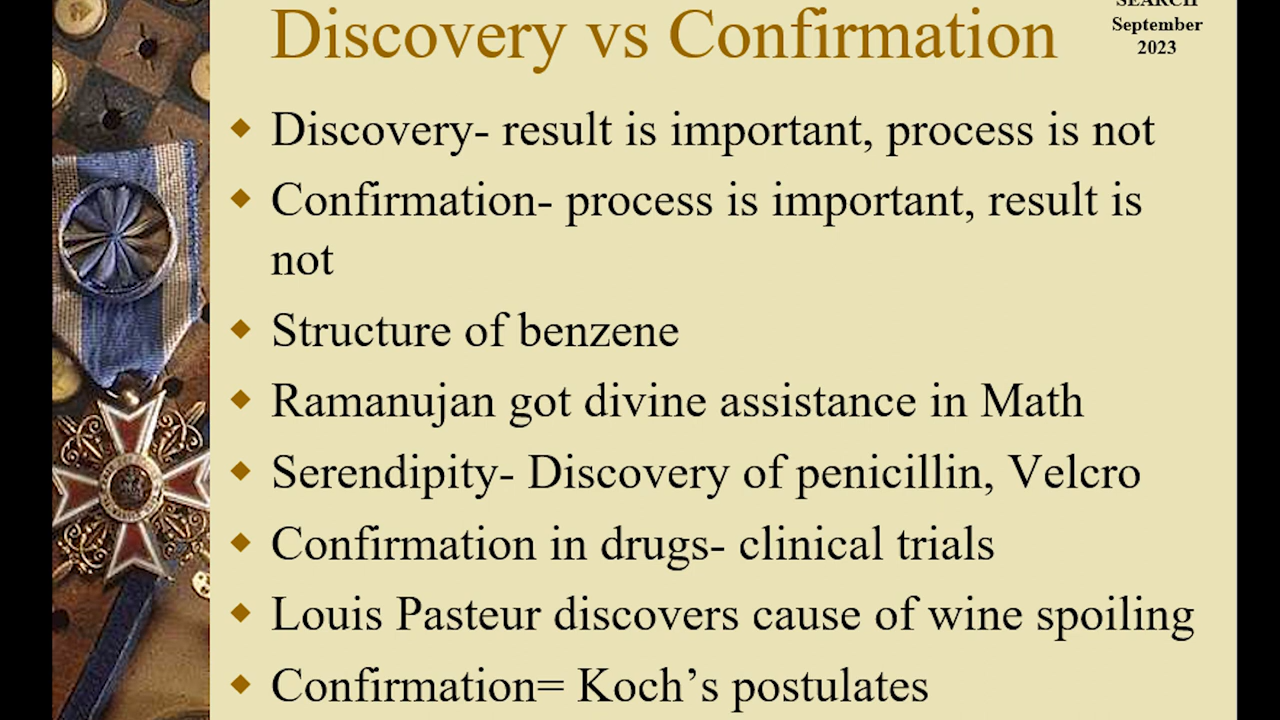 Discovery vs Confirmation
SEARCH
September
2023
Discovery- result is important, process is not
Confirmation- process is important, result is
not
Structure of benzene
Ramanujan got divine assistance in Math
Serendipity- Discovery of penicillin, Velcro
Confirmation in drugs- clinical trials
Louis Pasteur discovers cause of wine spoiling
Confirmation= Koch’s postulates